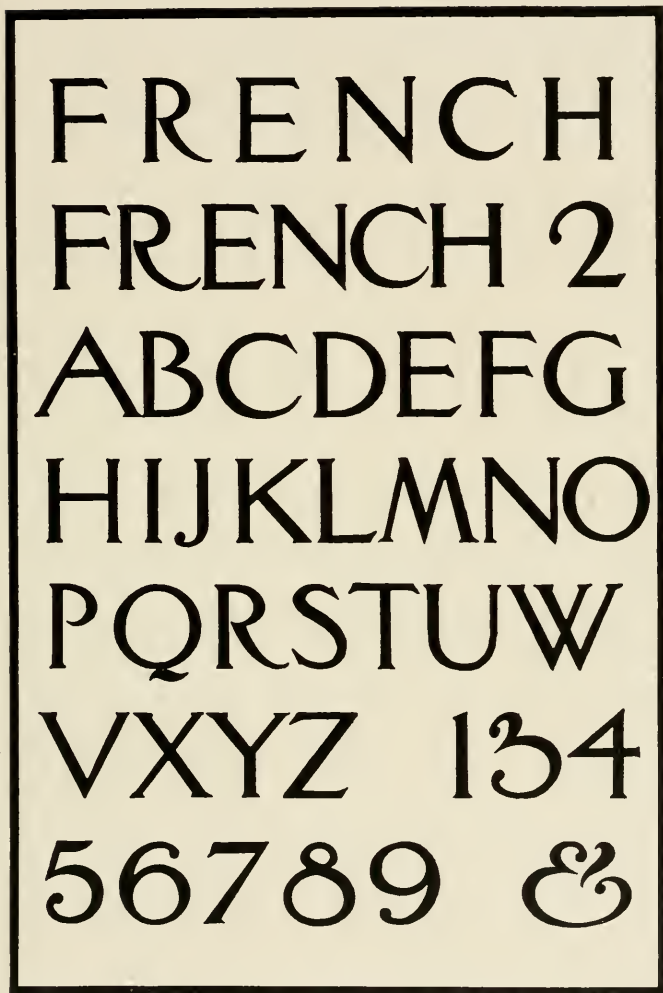 FRENCH
FRENCH 2
ABCDEFG
HIJKLMNO
PQRSTUW
VXYZ 134
56789 &